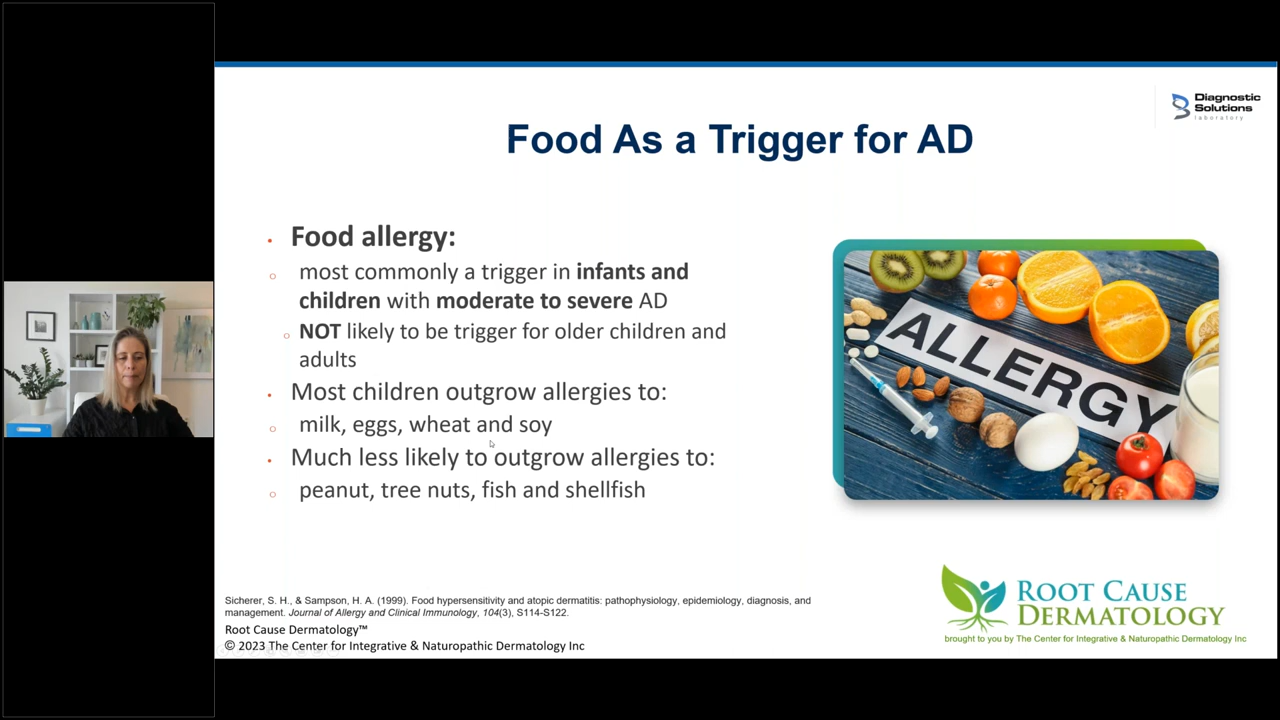 Diagnostic
Solutions
laboratory
Food As a Trigger for AD
• Food allergy:
○ most commonly a trigger in infants and
children with moderate to severe AD
○ NOT likely to be trigger for older children and
adults
• Most children outgrow allergies to:
○ milk, eggs, wheat and soy
• Much less likely to outgrow allergies to:
○ peanut, tree nuts, fish and shellfish
ALLERGY
Sicherer, S. H., & Sampson, H. A. (1999). Food hypersensitivity and atopic dermatitis: pathophysiology, epidemiology, diagnosis, and
management. Journal of Allergy and Clinical Immunology, 104(3), S114-S122.
Root Cause Dermatology™
© 2023 The Center for Integrative & Naturopathic Dermatology Inc
ROOT CAUSE
DERMATOLOGY
brought to you by The Center for Integrative & Naturopathic Dermatology Inc